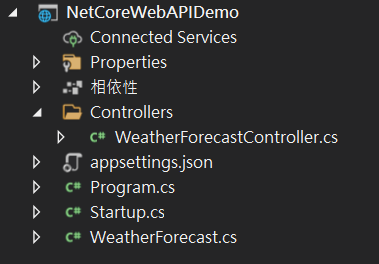 NetCoreWebAPIDemo
Connected Services
Properties
相依性
Controllers
C# WeatherForecastController.cs
appsettings.json
C# Program.cs
C# Startup.cs
C# WeatherForecast.cs